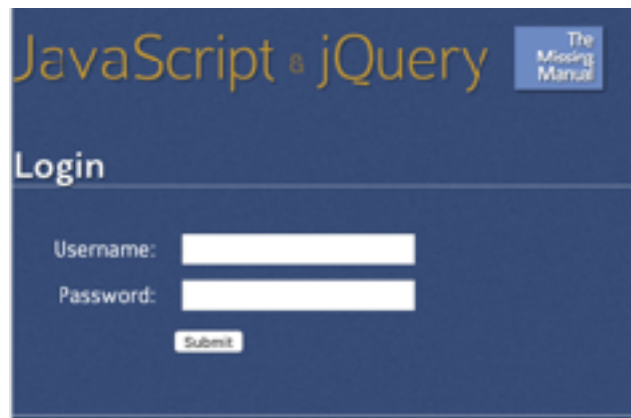 JavaScript & jQuery
The
Missing
Manual
Login
Username:
Password:
Submit